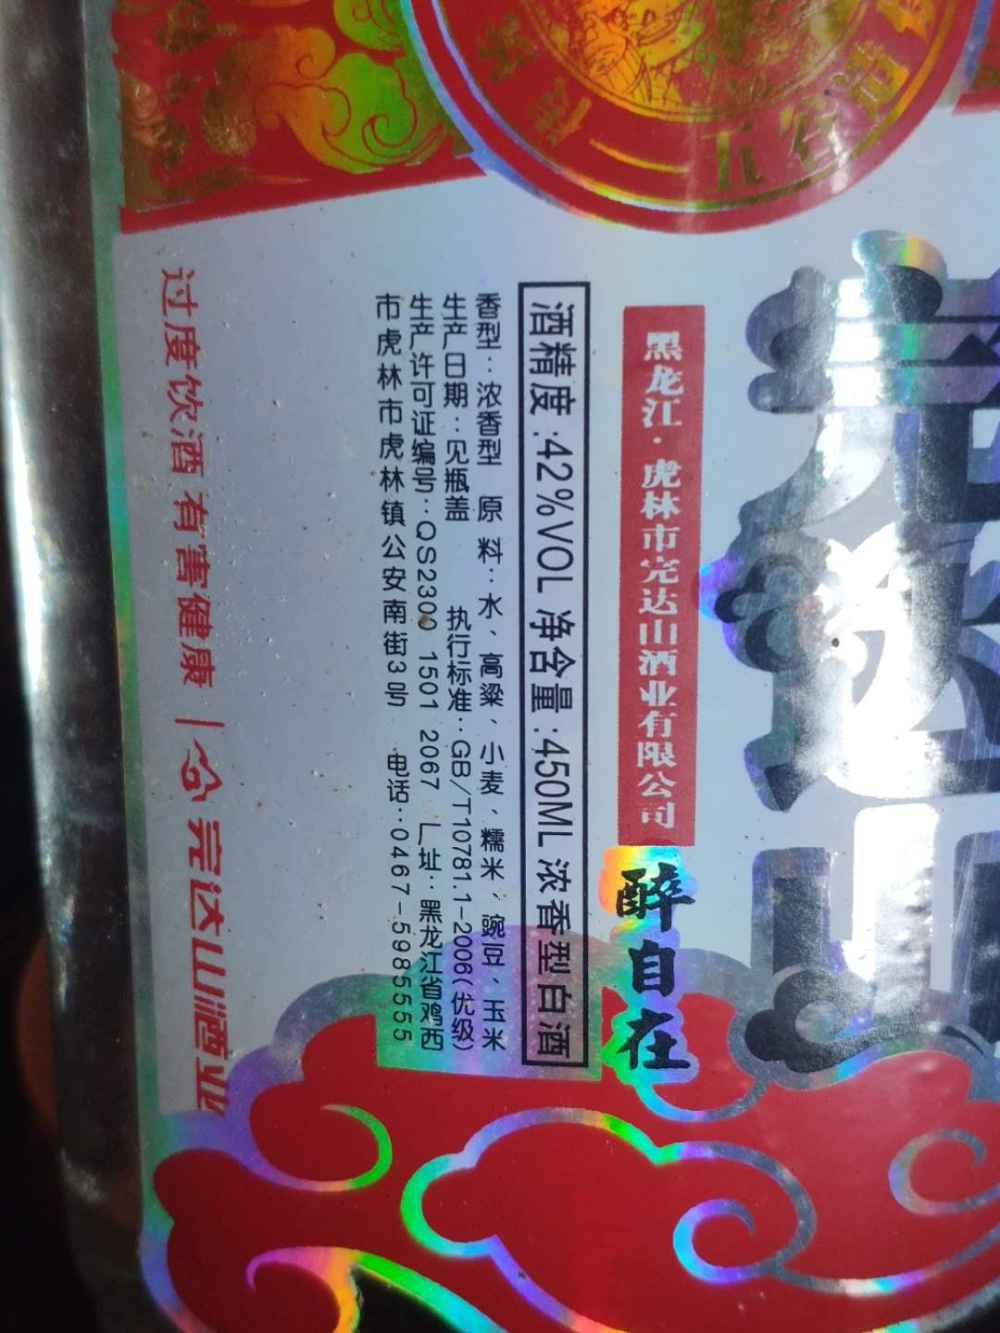 五谷酒
完达山
黑龙江·虎林市完达山酒业有限公司
醉自在
酒精度:42%VOL 净含量:450ML 浓香型白酒
香型:浓香型 原料:水、高粱、小麦、糯米、豌豆、玉米
生产日期:见瓶盖 执行标准:GB/T10781.1-2006(优级)
生产许可证编号:QS2300 1501 2067 厂址:黑龙江省鸡西
市虎林市虎林镇公安南街3号 电话:0467-5985555
过度饮酒 有害健康 | 完达山酒业